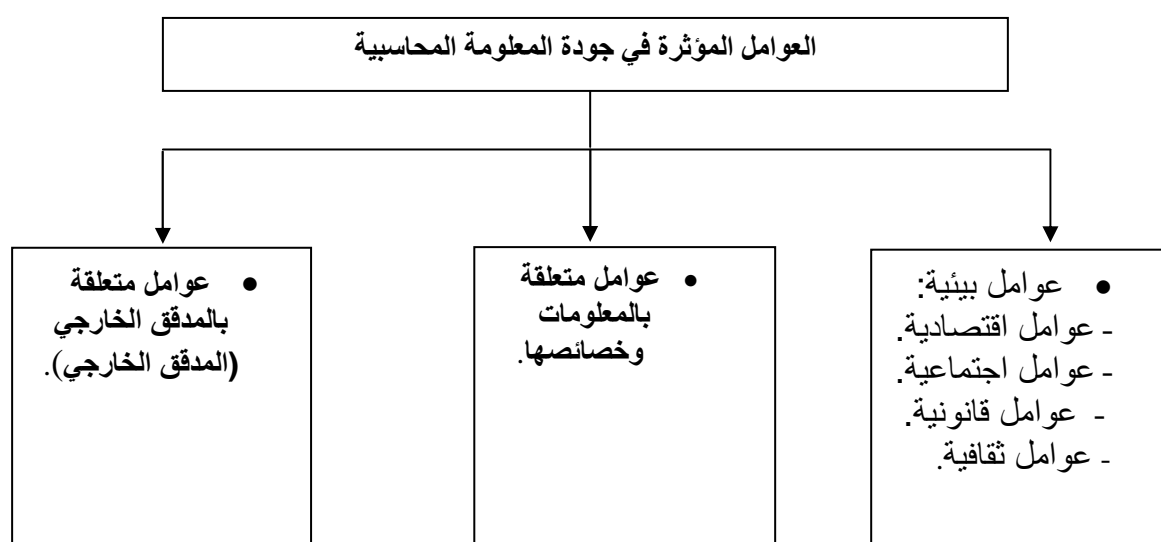 العوامل المؤثرة في جودة المعلومة المحاسبية
• عوامل بيئية:
- عوامل اقتصادية.
- عوامل اجتماعية.
- عوامل قانونية.
- عوامل ثقافية.
• عوامل متعلقة
بالمعلومات
وخصائصها.
• عوامل متعلقة
بالمدقق الخارجي
(المدقق الخارجي).